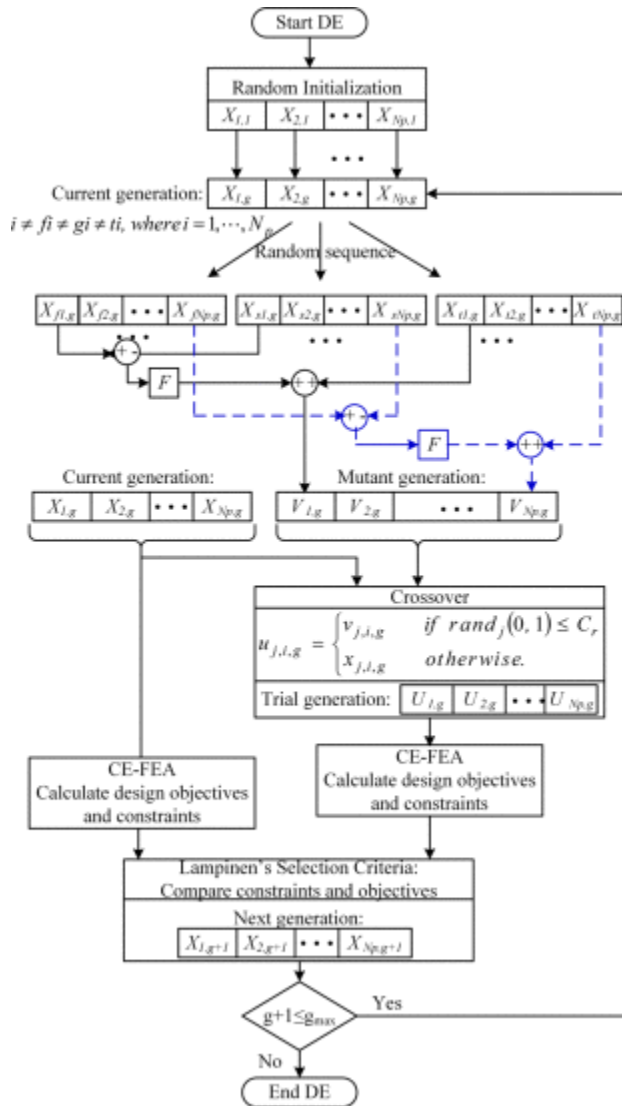 Start DE
Random Initialization
X1,1 X2,1 ••• XNp,1
•••
Current generation: X1,g X2,g ••• XNp,g
i ≠ fi ≠ gi ≠ ti, where i = 1,···,Np
Random sequence
Xf1,g Xf2,g ••• XfNp,g Xs1,g Xs2,g ••• XsNp,g Xt1,g Xt2,g ••• XtNp,g
••• ••• •••
+ -
F ++
+ -
F ++
Current generation: Mutant generation:
X1,g X2,g ••• XNp,g V1,g V2,g ••• VNp,g
Crossover
uj,i,g = { vj,i,g if randj(0, 1) ≤ Cr
xj,i,g otherwise.
Trial generation: U1,g U2,g ••• UNp,g
CE-FEA
Calculate design objectives
and constraints
CE-FEA
Calculate design objectives
and constraints
Lampinen's Selection Criteria:
Compare constraints and objectives
Next generation:
X1,g+1 X2,g+1 ••• XNp,g+1
g+1≤gmax Yes
No
End DE